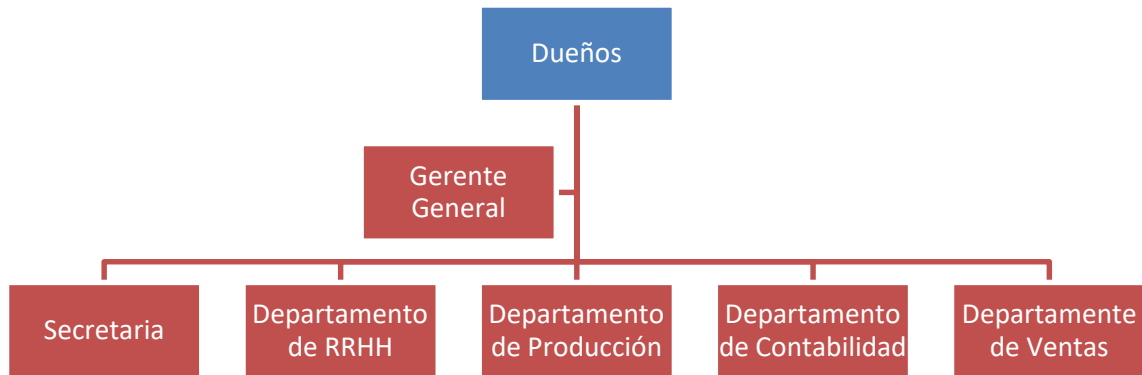 Dueños
Gerente
General
Secretaria
Departamento
de RRHH
Departamento
de Producción
Departamento
de Contabilidad
Departamente
de Ventas